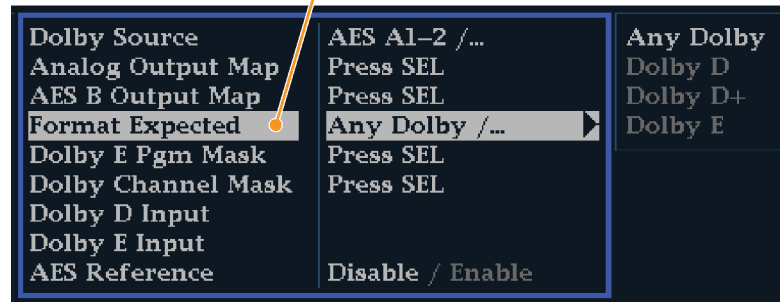 Dolby Source AES A1–2 /… Any Dolby
Analog Output Map Press SEL Dolby D
AES B Output Map Press SEL Dolby D+
Format Expected Any Dolby /… Dolby E
Dolby E Pgm Mask Press SEL
Dolby Channel Mask Press SEL
Dolby D Input
Dolby E Input
AES Reference Disable / Enable